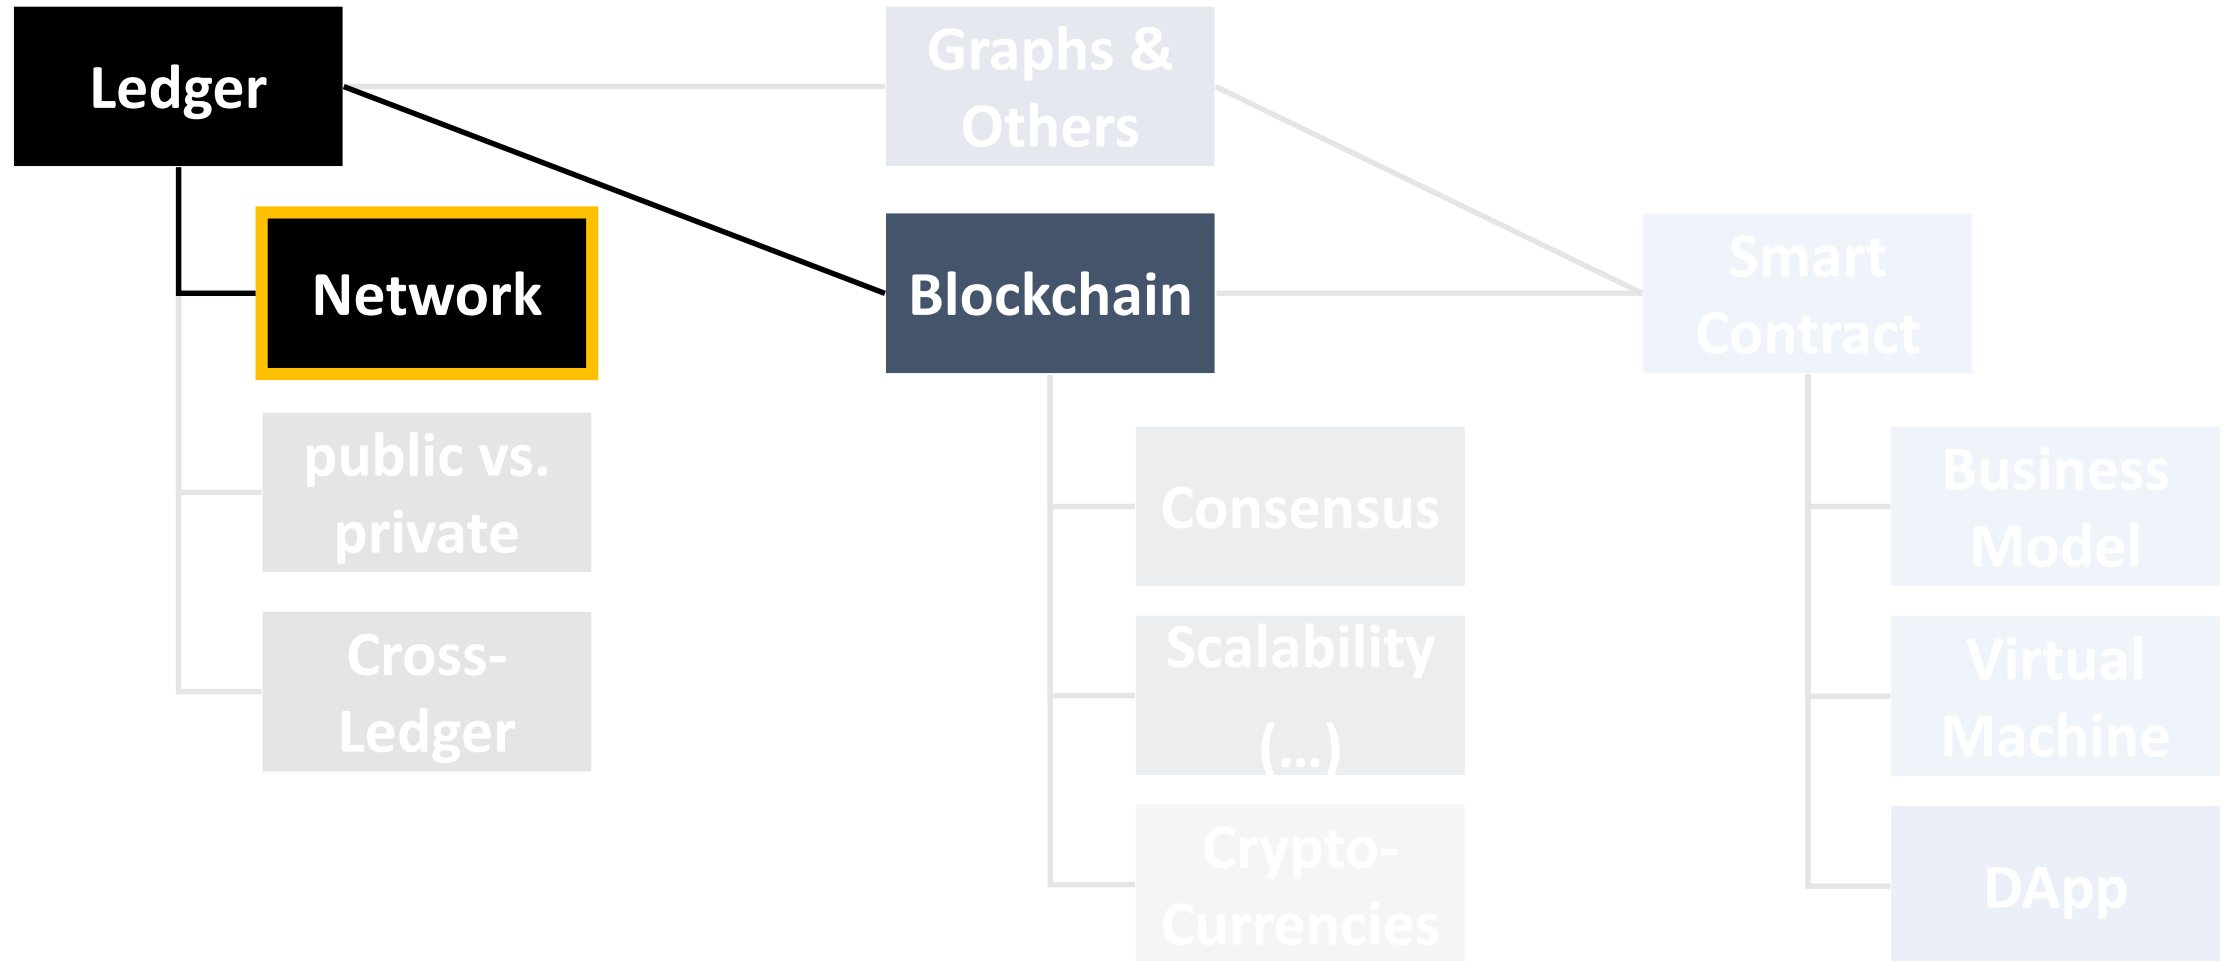 Ledger
Network
public vs.
private
Cross-
Ledger
Graphs &
Others
Blockchain
Consensus
Scalability
(...)
Crypto-
Currencies
Smart
Contract
Business
Model
Virtual
Machine
DApp